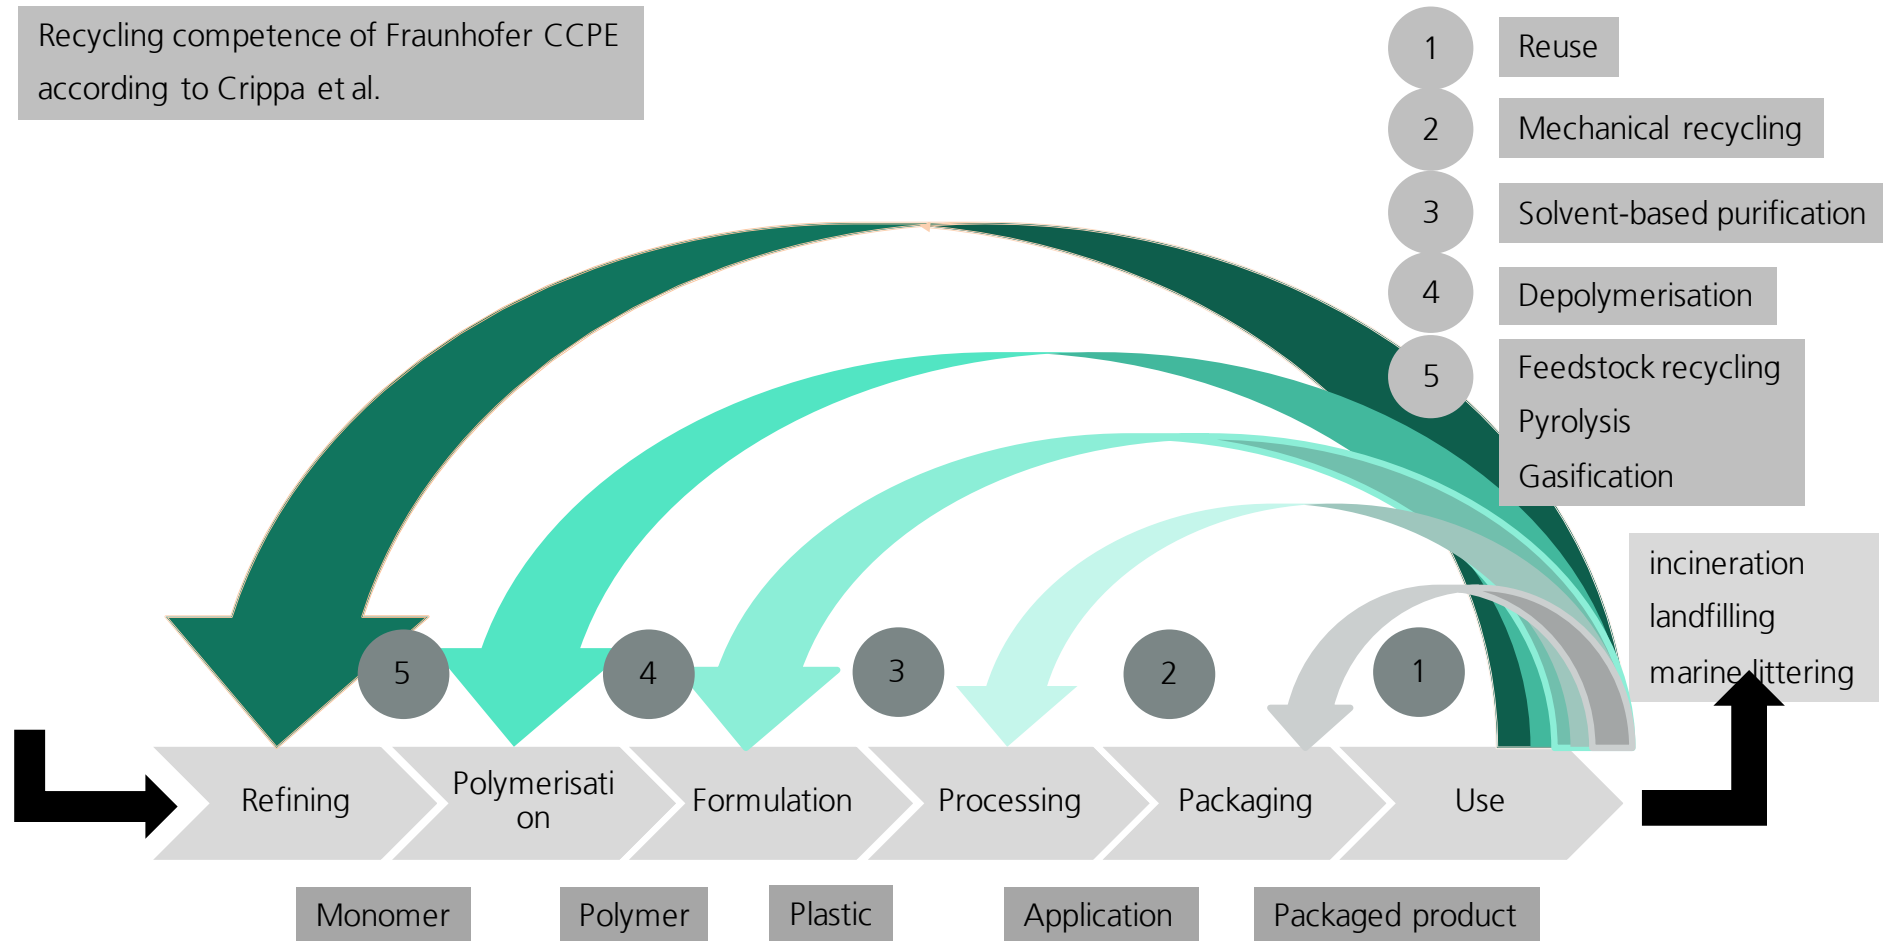 Recycling competence of Fraunhofer CCPE
according to Crippa et al.
1
Reuse
2
Mechanical recycling
3
Solvent-based purification
4
Depolymerisation
5
Feedstock recycling
Pyrolysis
Gasification
incineration
landfilling
marine littering
5
4
3
2
1
Refining
Polymerisati
on
Formulation
Processing
Packaging
Use
Monomer
Polymer
Plastic
Application
Packaged product